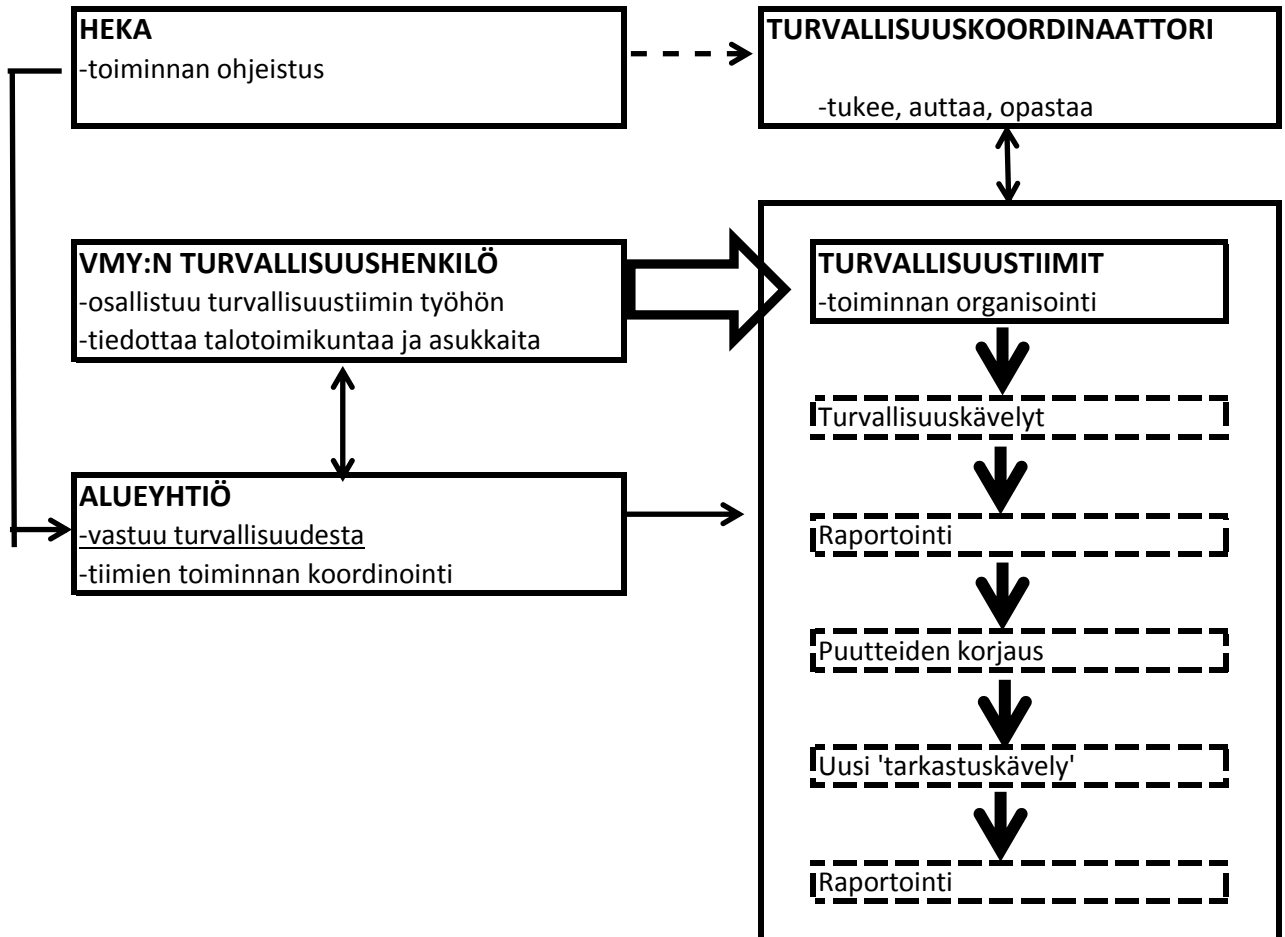 HEKA
-toiminnan ohjeistus
TURVALLISUUSKOORDINAATTORI
-tukee, auttaa, opastaa
VMY:N TURVALLISUUSHENKILÖ
-osallistuu turvallisuustiimin työhön
-tiedottaa talotoimikuntaa ja asukkaita
ALUEYHTIÖ
-vastuu turvallisuudesta
-tiimien toiminnan koordinointi
TURVALLISUUSTIIMIT
-toiminnan organisointi
Turvallisuuskävelyt
Raportointi
Puutteiden korjaus
Uusi 'tarkastuskävely'
Raportointi